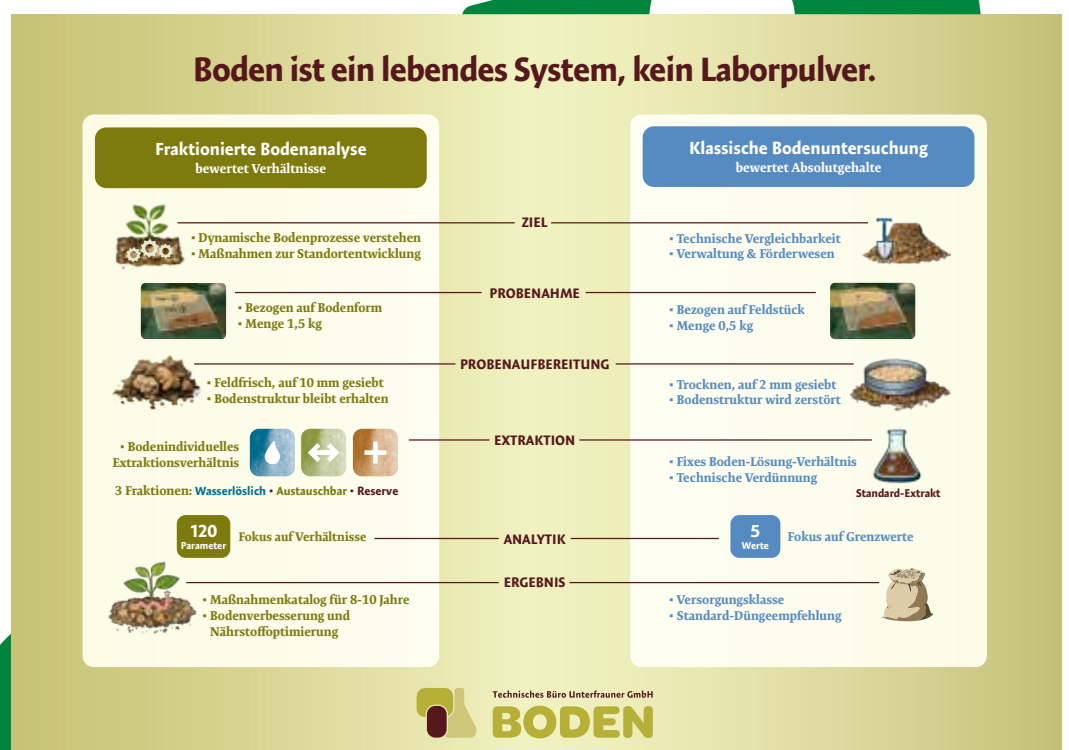 Boden ist ein lebendes System, kein Laborpulver.
Fraktionierte Bodenanalyse
bewertet Verhältnisse
Klassische Bodenuntersuchung
bewertet Absolutgehalte
ZIEL
• Dynamische Bodenprozesse verstehen
• Maßnahmen zur Standortentwicklung
• Technische Vergleichbarkeit
• Verwaltung & Förderwesen
PROBENAHME
• Bezogen auf Bodenform
• Menge 1,5 kg
• Bezogen auf Feldstück
• Menge 0,5 kg
PROBENAUFBEREITUNG
• Feldfrisch, auf 10 mm gesiebt
• Bodenstruktur bleibt erhalten
• Trocknen, auf 2 mm gesiebt
• Bodenstruktur wird zerstört
EXTRAKTION
• Bodenindividuelles
Extraktionsverhältnis
3 Fraktionen: Wasserlöslich • Austauschbar • Reserve
• Fixes Boden-Lösung-Verhältnis
• Technische Verdünnung
Standard-Extrakt
ANALYTIK
120
Parameter
Fokus auf Verhältnisse
5
Werte
Fokus auf Grenzwerte
ERGEBNIS
• Maßnahmenkatalog für 8-10 Jahre
• Bodenverbesserung und
Nährstoffoptimierung
• Versorgungsklasse
• Standard-Düngeempfehlung
Technisches Büro Unterfrauner GmbH
BODEN